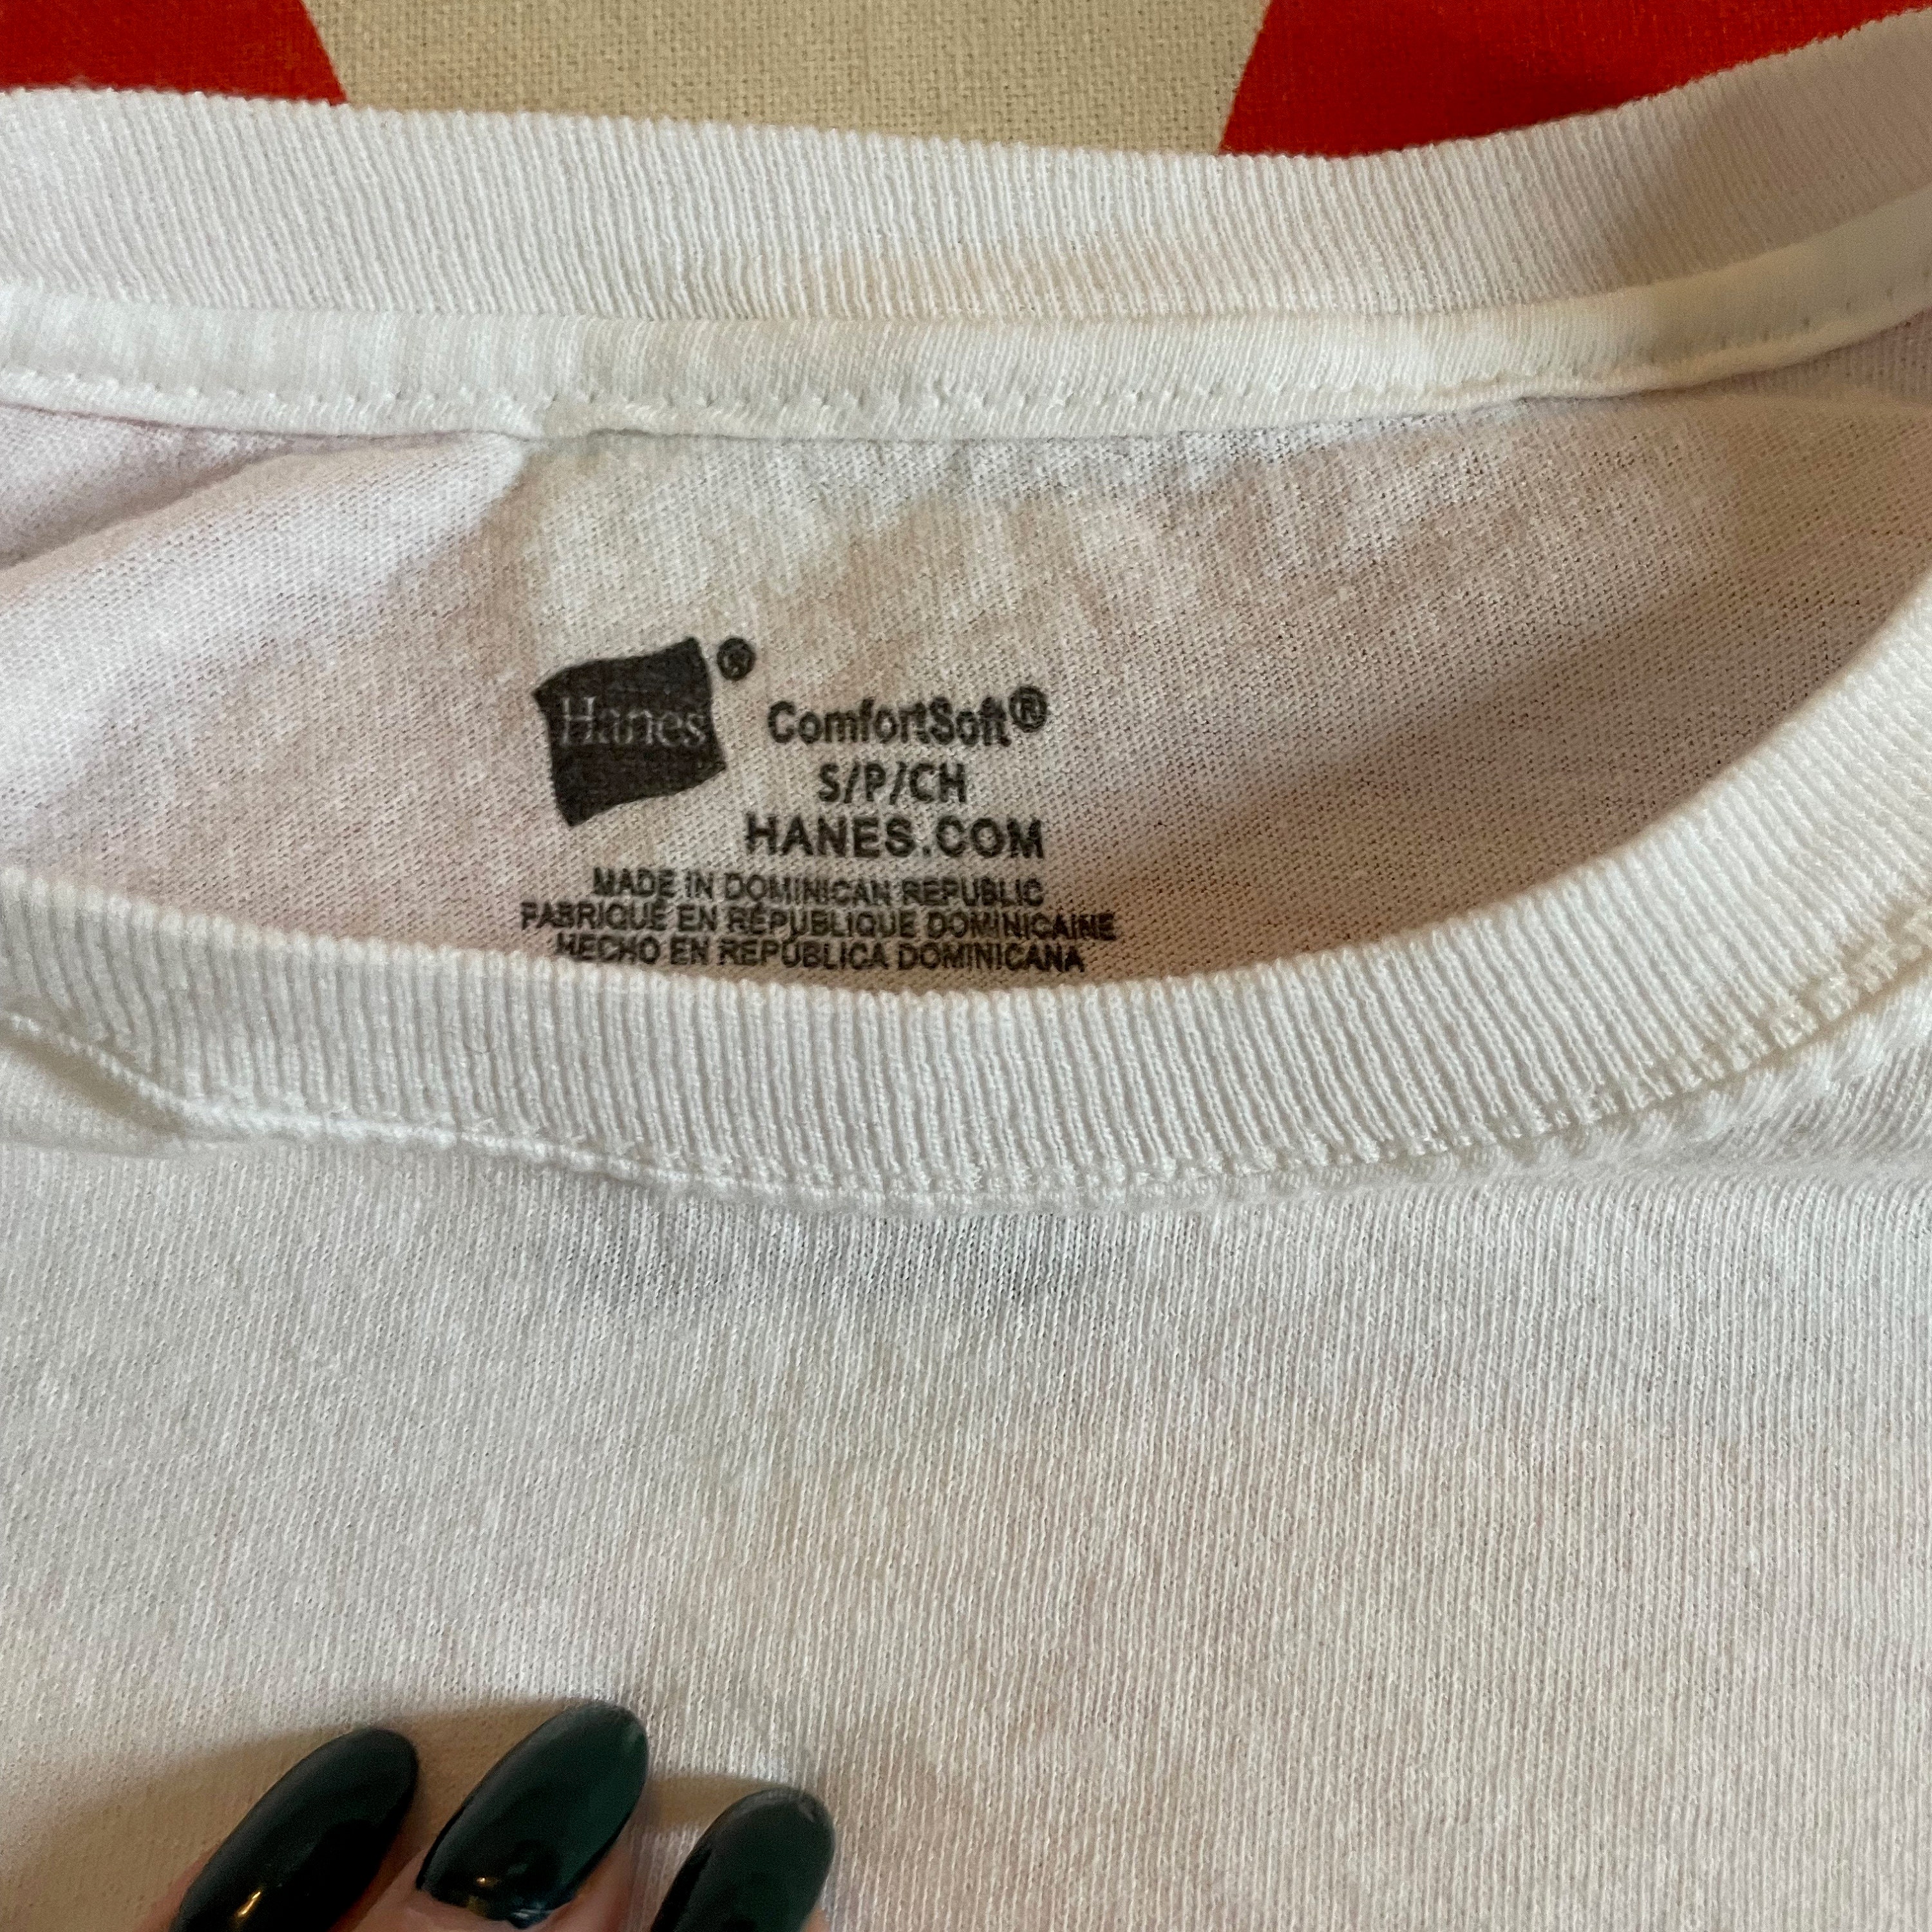 Hanes®
ComfortSoft®
S/P/CH
HANES.COM
MADE IN DOMINICAN REPUBLIC
FABRIQUÉ EN RÉPUBLIQUE DOMINICAINE
HECHO EN REPÚBLICA DOMINICANA